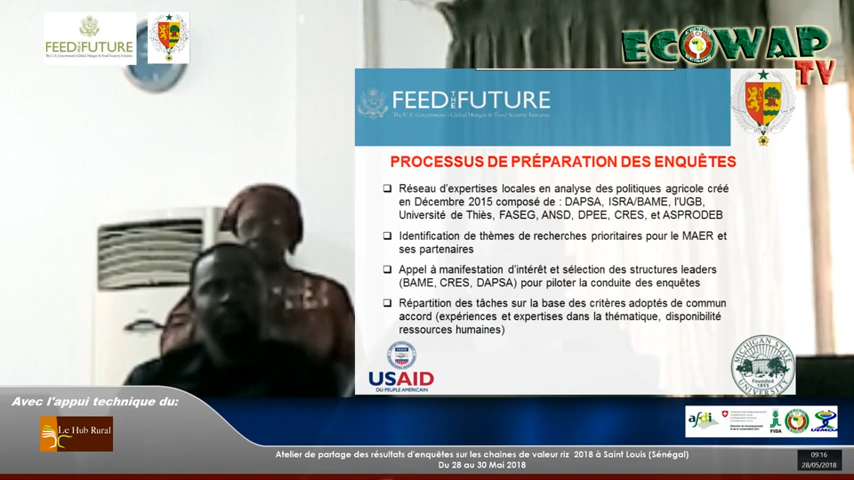 FEED THE FUTURE
The U.S. Government's Global Hunger & Food Security Initiative
ECOWAP
TV
FEED THE FUTURE
The U.S. Government's Global Hunger & Food Security Initiative
PROCESSUS DE PRÉPARATION DES ENQUÊTES
❑ Réseau d'expertises locales en analyse des politiques agricole créé
en Décembre 2015 composé de : DAPSA, ISRA/BAME, l'UGB,
Université de Thiès, FASEG, ANSD, DPEE, CRES, et ASPRODEB
❑ Identification de thèmes de recherches prioritaires pour le MAER et
ses partenaires
❑ Appel à manifestation d'intérêt et sélection des structures leaders
(BAME, CRES, DAPSA) pour piloter la conduite des enquêtes
❑ Répartition des tâches sur la base des critères adoptés de commun
accord (expériences et expertises dans la thématique, disponibilité
ressources humaines)
USAID
DU PEUPLE AMERICAIN
MICHIGAN STATE UNIVERSITY
Founded
1855
Avec l'appui technique du:
Le Hub Rural
afdi
FIDA
UEMOA
Atelier de partage des résultats d'enquêtes sur les chaines de valeur riz 2018 à Saint Louis (Sénégal)
Du 28 au 30 Mai 2018
09:16
28/05/2018